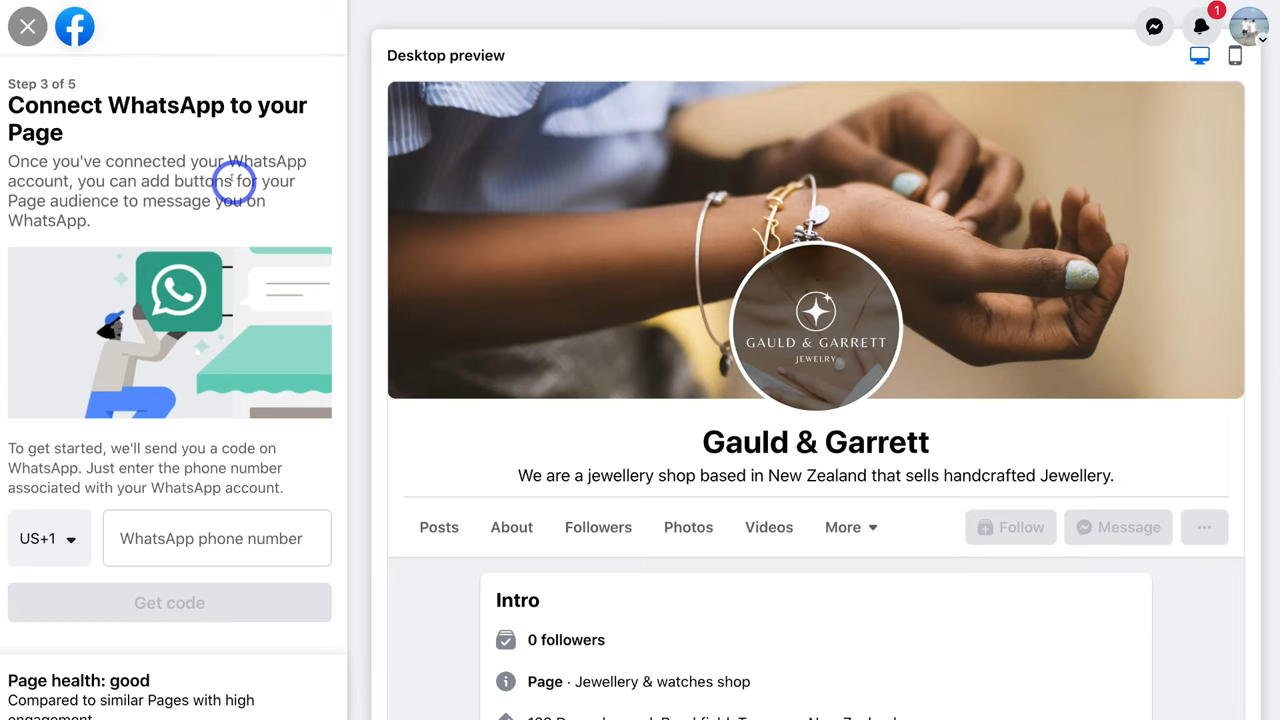 Step 3 of 5
Connect WhatsApp to your
Page
Once you've connected your WhatsApp
account, you can add buttons for your
Page audience to message you on
WhatsApp.
To get started, we'll send you a code on
WhatsApp. Just enter the phone number
associated with your WhatsApp account.
US+1
WhatsApp phone number
Get code
Page health: good
Compared to similar Pages with high
engagement
1
Desktop preview
GAULD & GARRETT
JEWELRY
Gauld & Garrett
We are a jewellery shop based in New Zealand that sells handcrafted Jewellery.
Posts
About
Followers
Photos
Videos
More
Follow
Message
Intro
0 followers
Page · Jewellery & watches shop